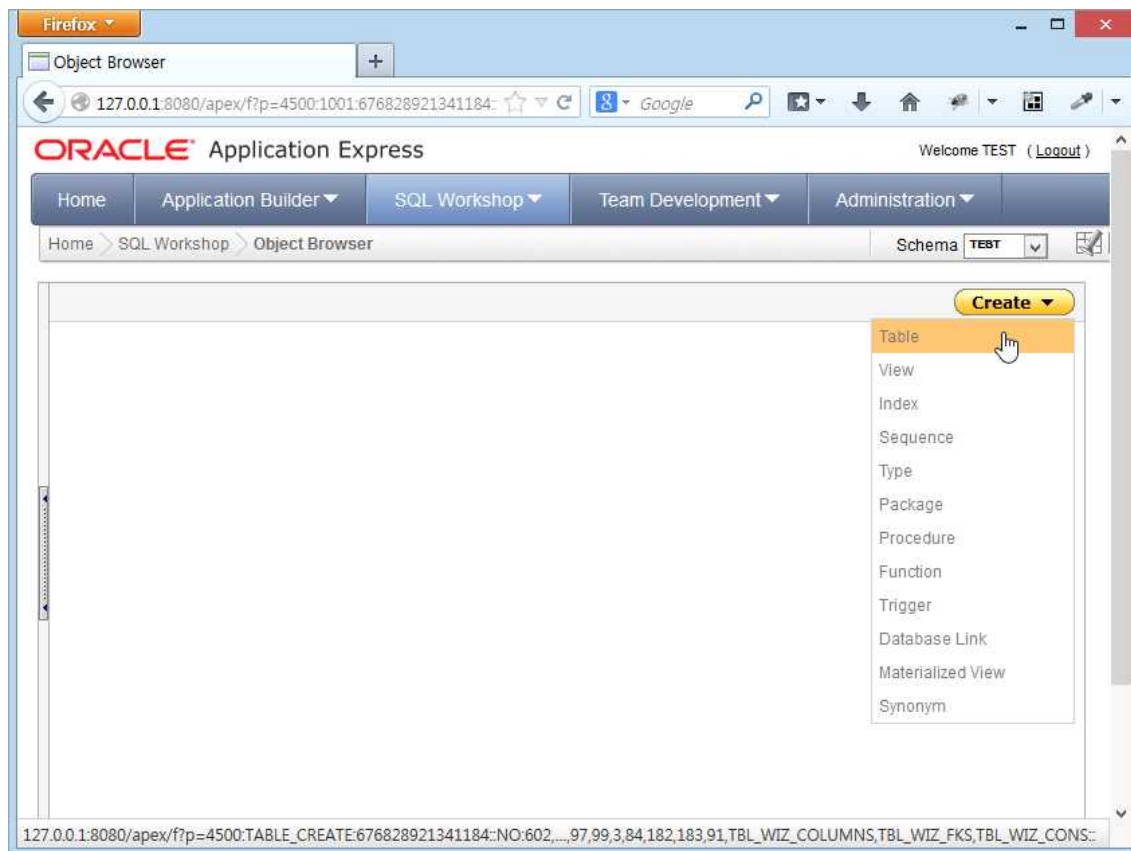 Firefox
Object Browser
127.0.0.1:8080/apex/f?p=4500:1001:676828921341184:
Google
ORACLE Application Express
Welcome TEST ( Logout )
Home
Application Builder
SQL Workshop
Team Development
Administration
Home
SQL Workshop
Object Browser
Schema TEST
Create
Table
View
Index
Sequence
Type
Package
Procedure
Function
Trigger
Database Link
Materialized View
Synonym
127.0.0.1:8080/apex/f?p=4500:TABLE_CREATE:676828921341184::NO:602,...,97,99,3,84,182,183,91,TBL_WIZ_COLUMNS,TBL_WIZ_FKS,TBL_WIZ_CONS::